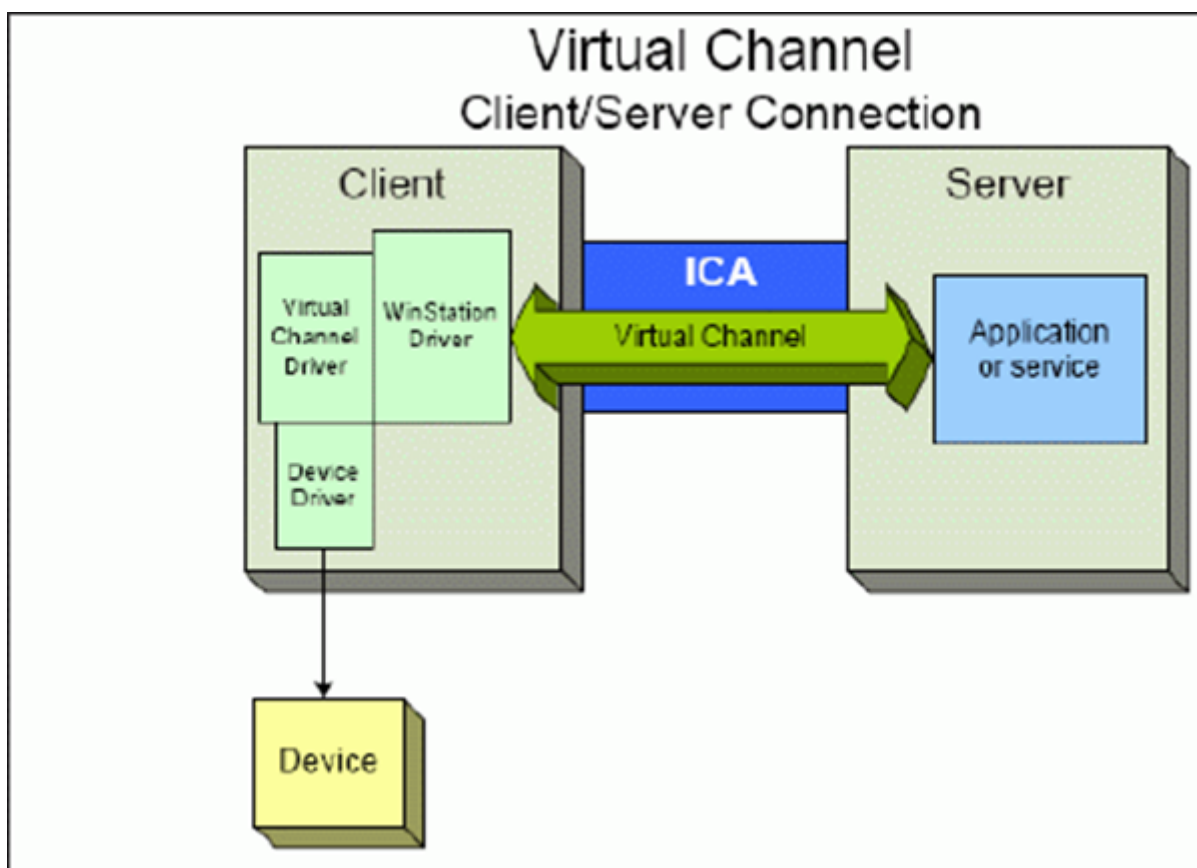 Virtual Channel
Client/Server Connection
Client
Server
Virtual
Channel
Driver
WinStation
Driver
Device
Driver
ICA
Virtual Channel
Application
or service
Device